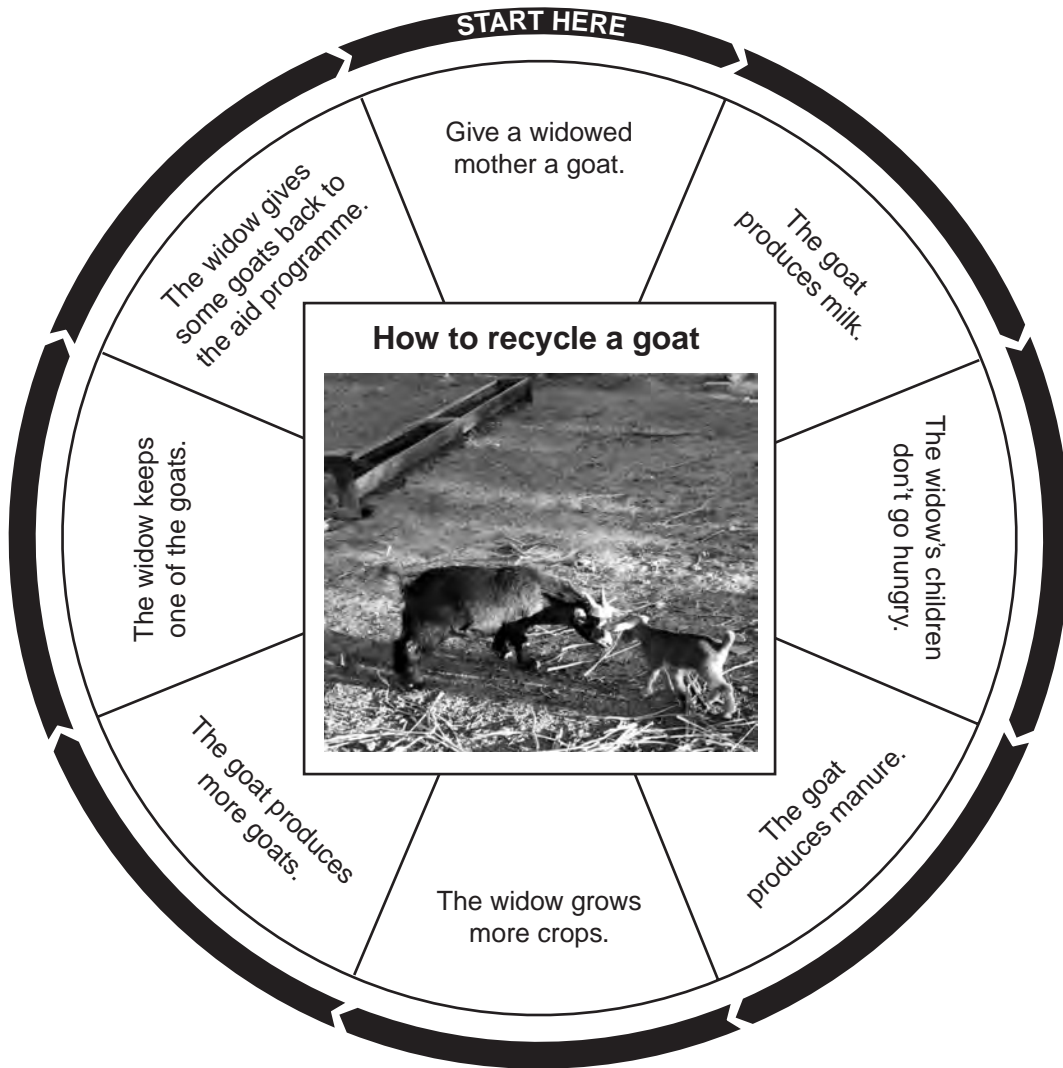 START HERE
Give a widowed
mother a goat.
The goat
produces milk.
The widow's children
don't go hungry.
The goat
produces manure.
The widow grows
more crops.
The goat produces
more goats.
The widow keeps
one of the goats.
The widow gives
some goats back to
the aid programme.
How to recycle a goat